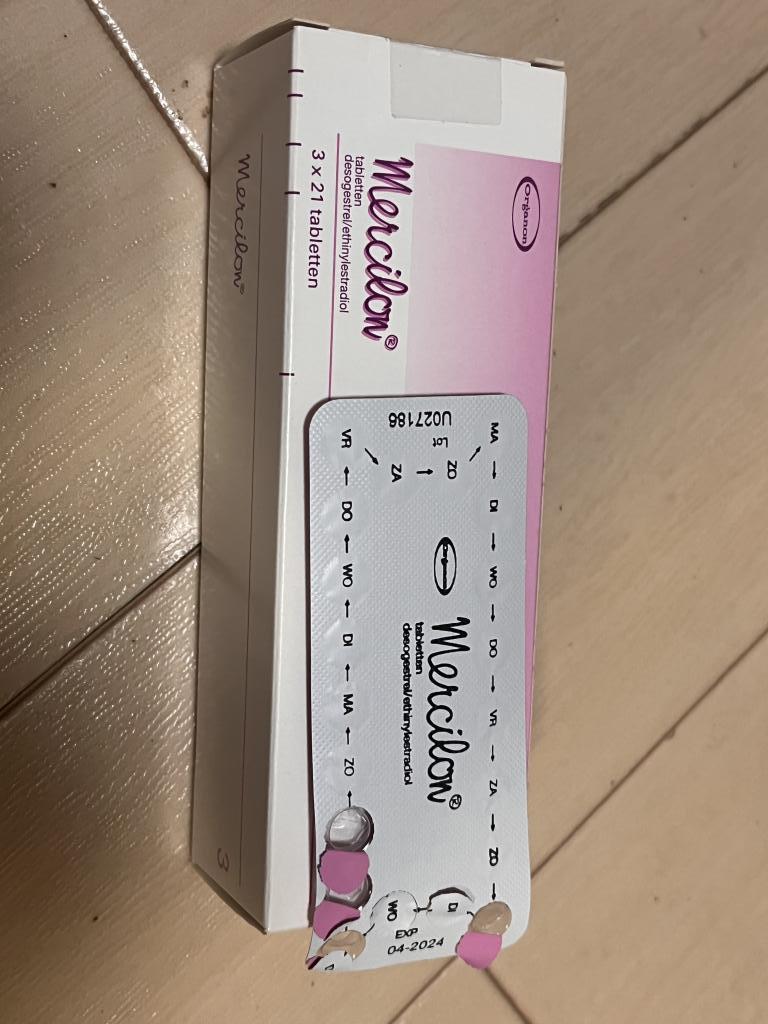 Organon
Mercilon®
tabletten
desogestrel/ethinylestradiol
3 x 21 tabletten
Mercilon®
3
MA → DI → WO → DO → VR → ZA → ZO →
Lot
U027188
ZO
ZA
VR ← DO ← WO ← DI ← MA ← ZO ←
Mercilon®
tabletten
desogestrel/ethinylestradiol
DI
WO
EXP
04-2024